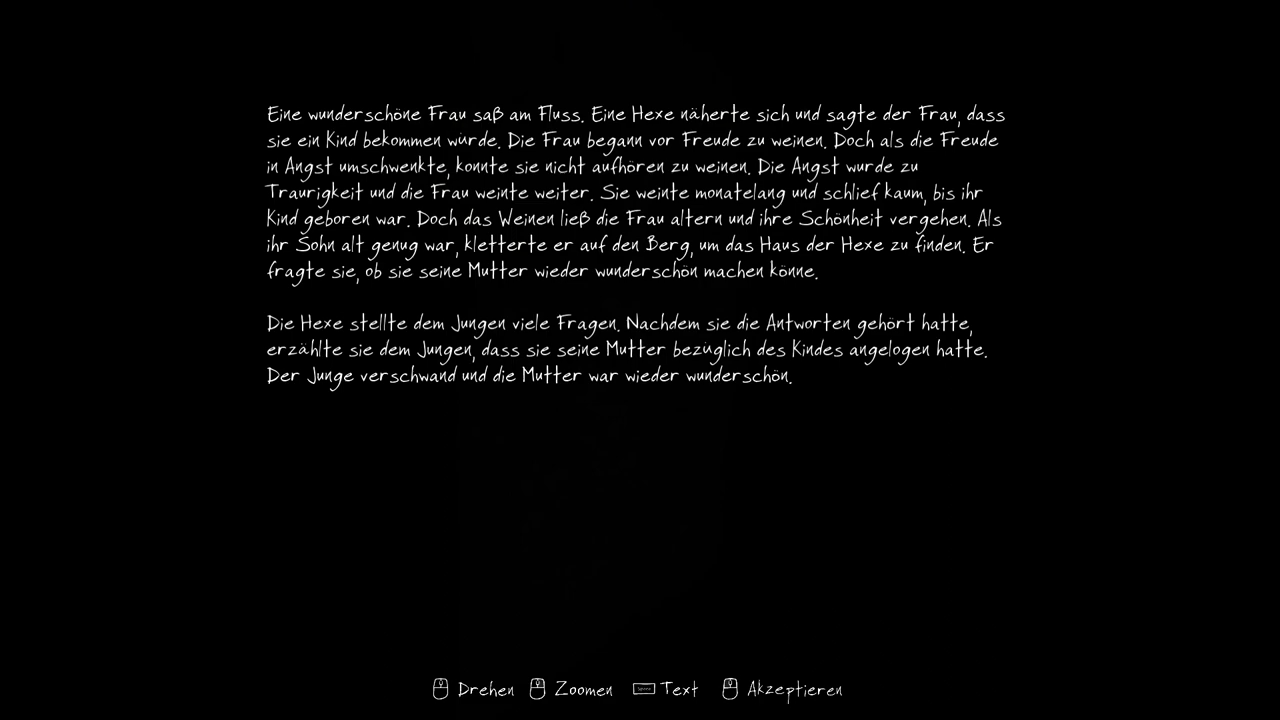 Eine wunderschöne Frau saß am Fluss. Eine Hexe näherte sich und sagte der Frau, dass
sie ein Kind bekommen würde. Die Frau begann vor Freude zu weinen. Doch als die Freude
in Angst umschwenkte, konnte sie nicht aufhören zu weinen. Die Angst wurde zu
Traurigkeit und die Frau weinte weiter. Sie weinte monatelang und schlief kaum, bis ihr
Kind geboren war. Doch das Weinen ließ die Frau altern und ihre Schönheit vergehen. Als
ihr Sohn alt genug war, kletterte er auf den Berg, um das Haus der Hexe zu finden. Er
fragte sie, ob sie seine Mutter wieder wunderschön machen könne.
Die Hexe stellte dem Jungen viele Fragen. Nachdem sie die Antworten gehört hatte,
erzählte sie dem Jungen, dass sie seine Mutter bezüglich des Kindes angelogen hatte.
Der Junge verschwand und die Mutter war wieder wunderschön.
Drehen Zoomen Text Akzeptieren